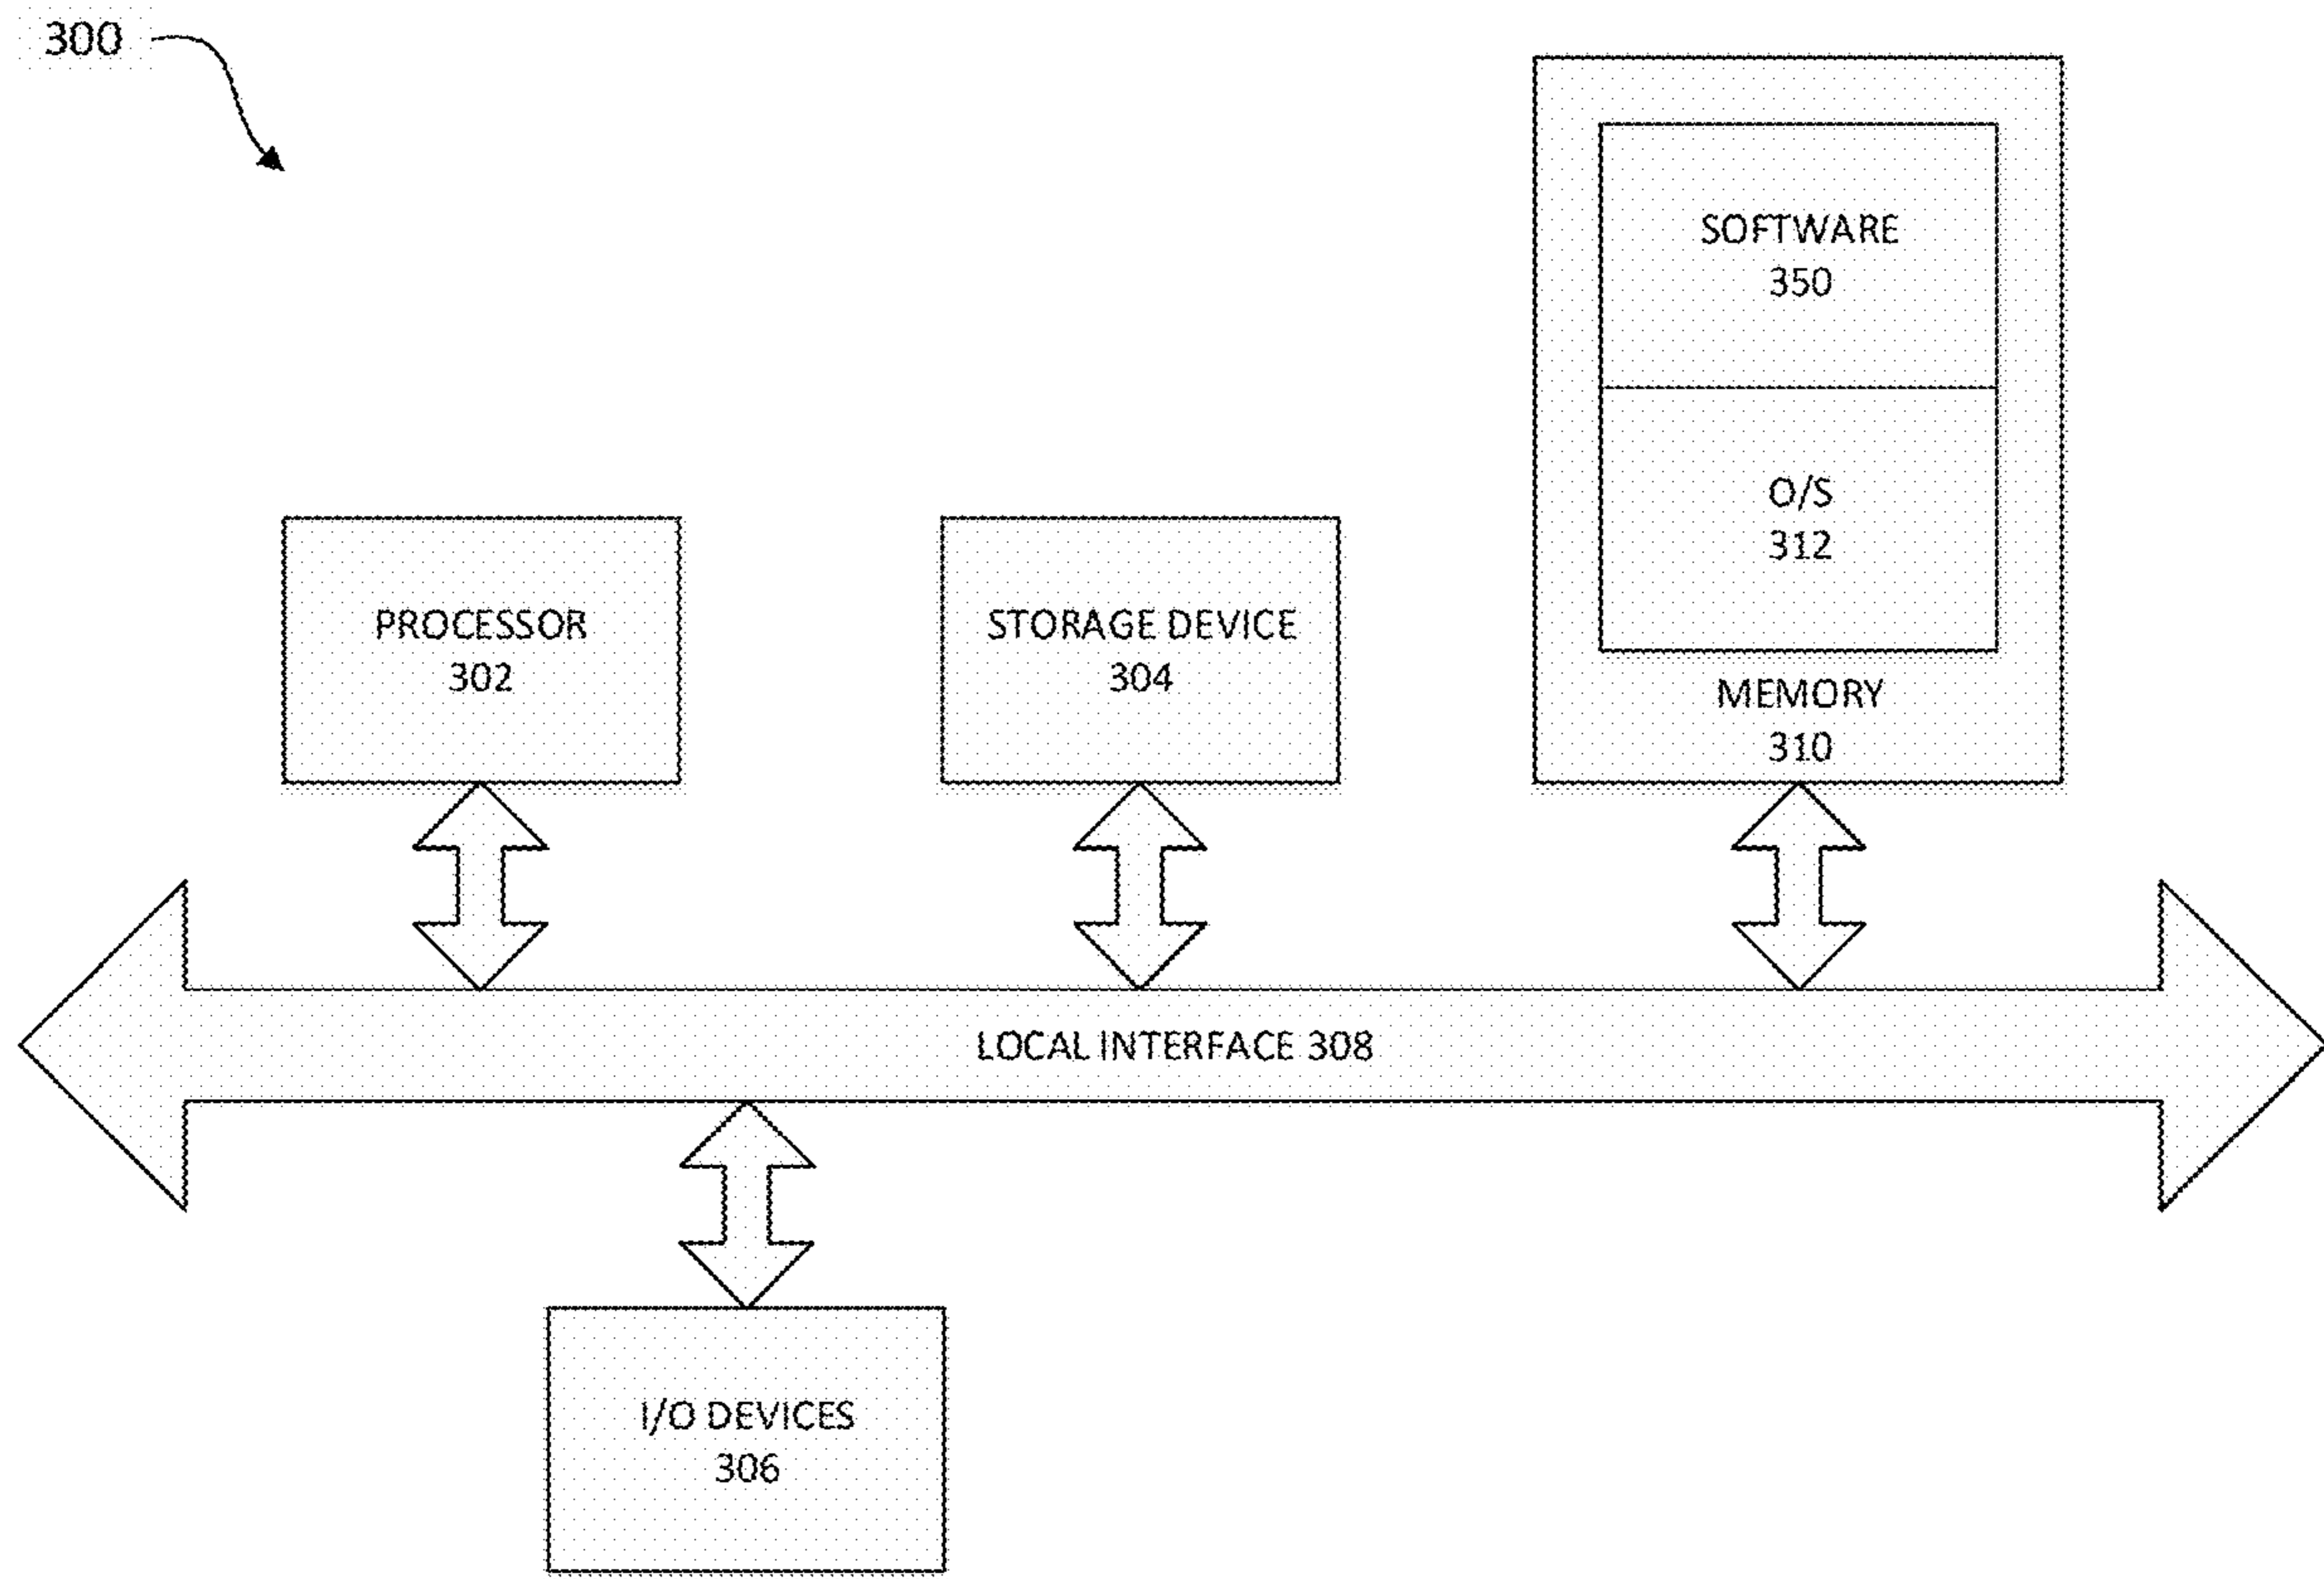 300
SOFTWARE
350
O/S
312
PROCESSOR
302
STORAGE DEVICE
304
MEMORY
310
LOCAL INTERFACE 308
I/O DEVICES
306